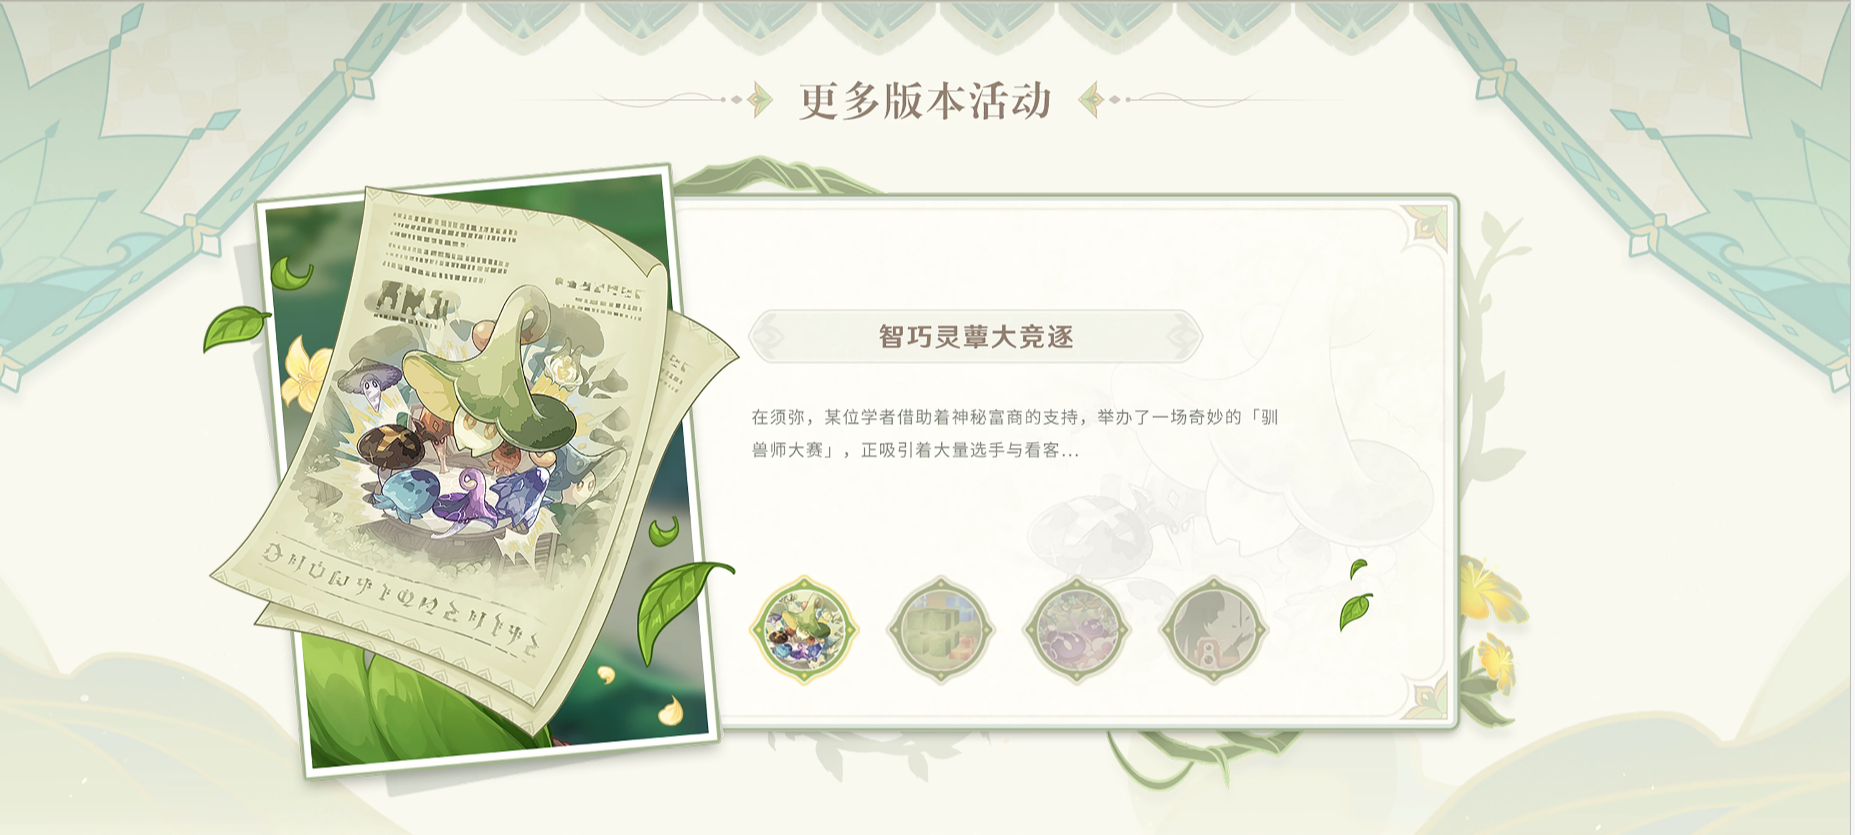 更多版本活动
智巧灵蕈大竞逐
在须弥，某位学者借助着神秘富商的支持，举办了一场奇妙的「驯
兽师大赛」，正吸引着大量选手与看客...